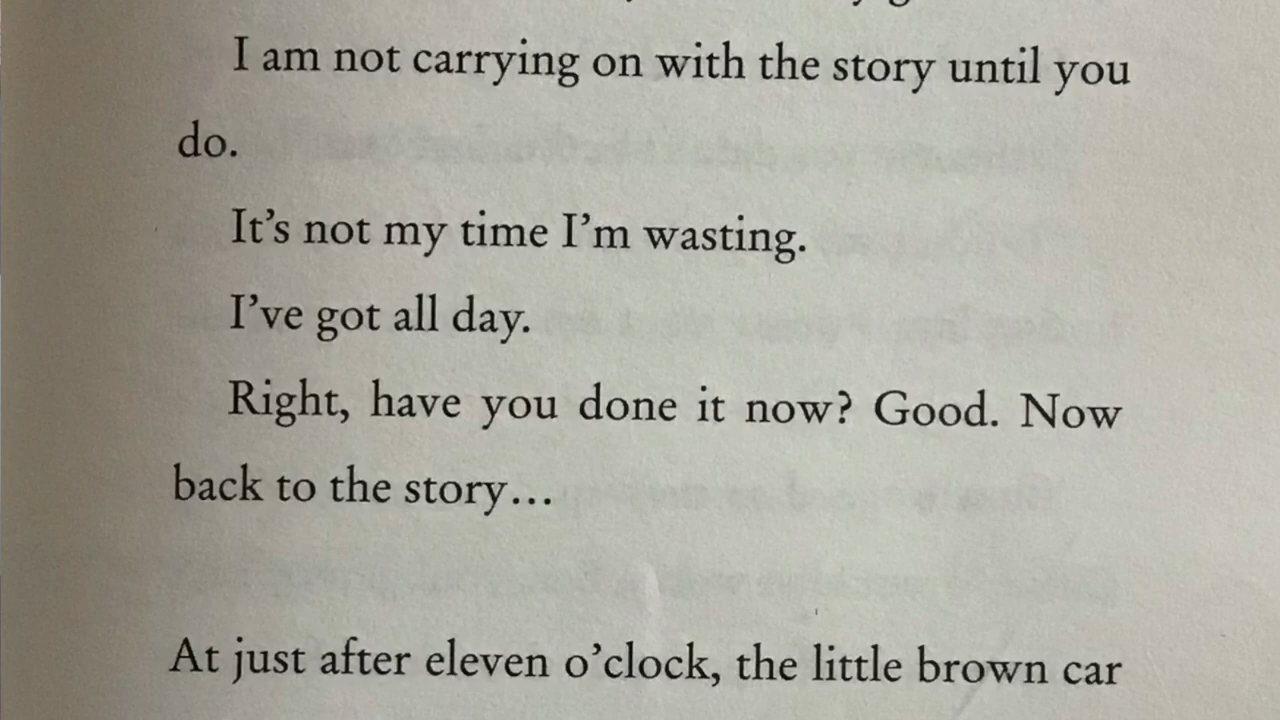 I am not carrying on with the story until you
do.
It’s not my time I’m wasting.
I’ve got all day.
Right, have you done it now? Good. Now
back to the story…
At just after eleven o’clock, the little brown car